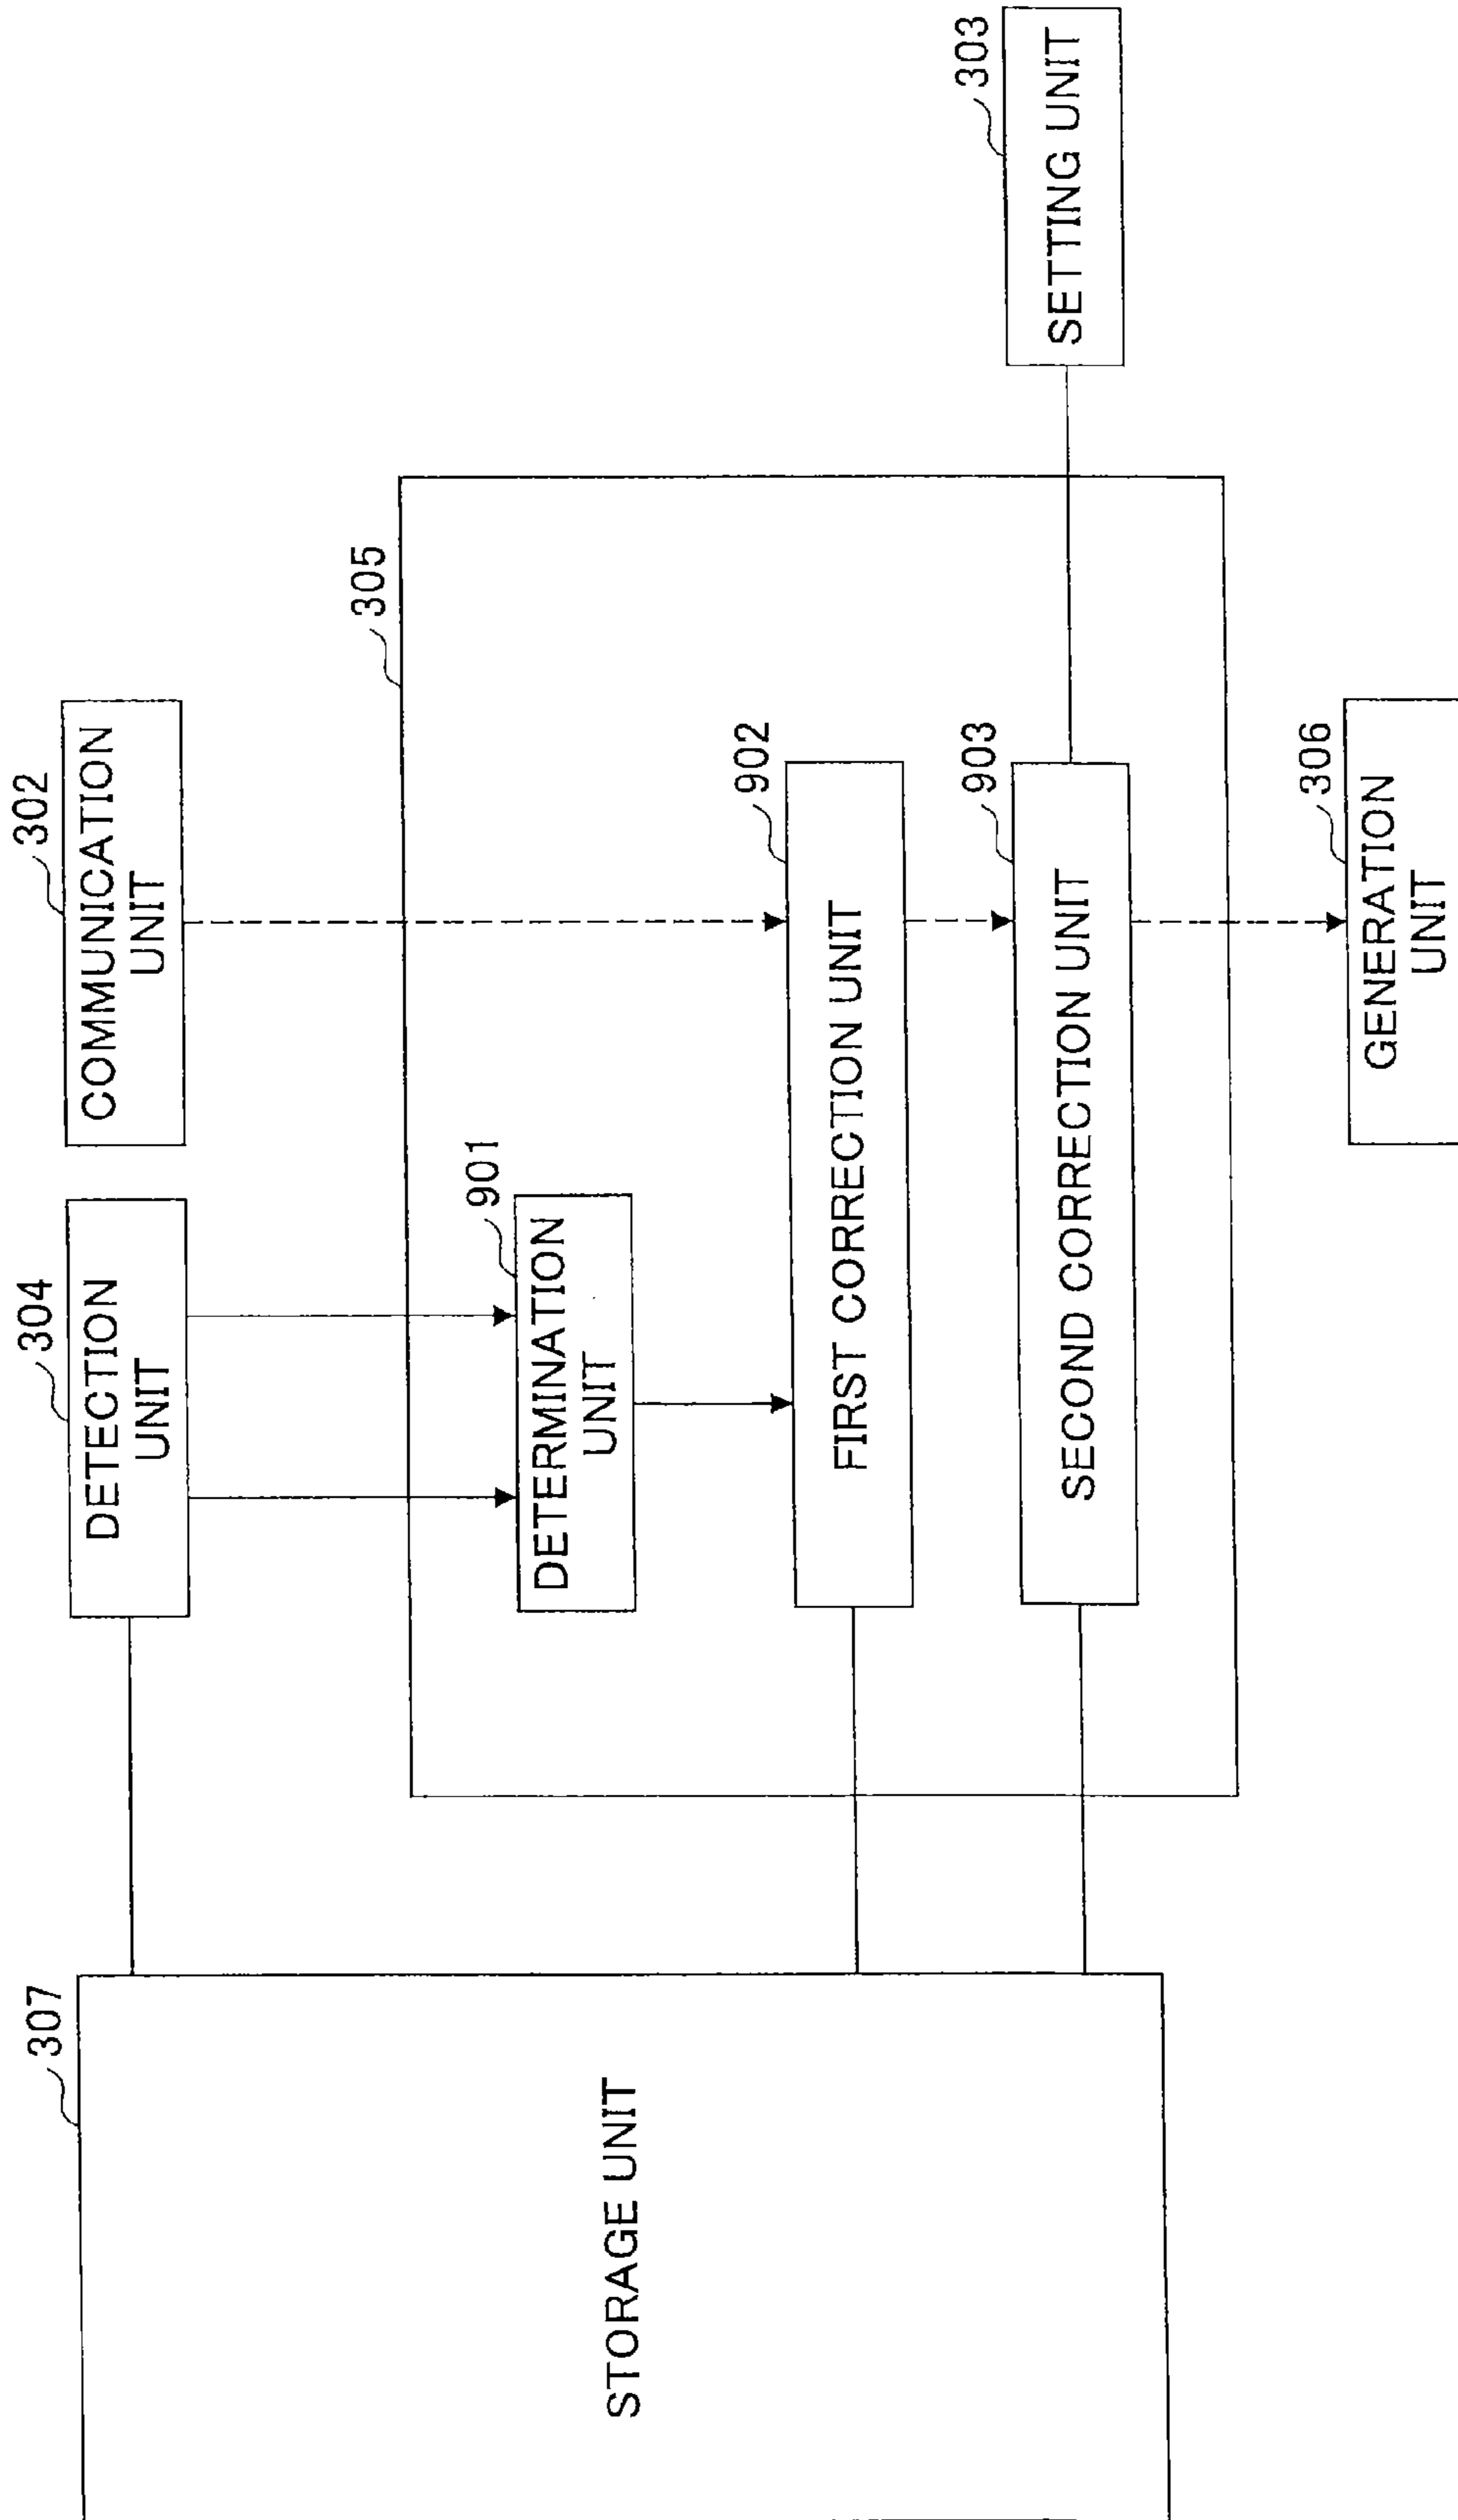 307
STORAGE UNIT
304
DETECTION
UNIT
302
COMMUNICATION
UNIT
305
901
DETERMINATION
UNIT
902
FIRST CORRECTION UNIT
903
SECOND CORRECTION UNIT
303
SETTING UNIT
306
GENERATION
UNIT